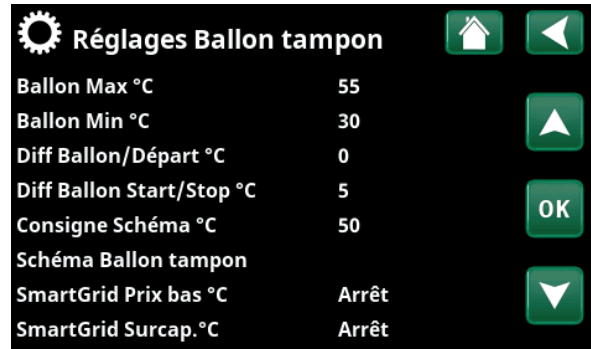 Réglages Ballon tampon
Ballon Max °C 55
Ballon Min °C 30
Diff Ballon/Départ °C 0
Diff Ballon Start/Stop °C 5
Consigne Schéma °C 50
OK
Schéma Ballon tampon
SmartGrid Prix bas °C Arrêt
SmartGrid Surcap.°C Arrêt